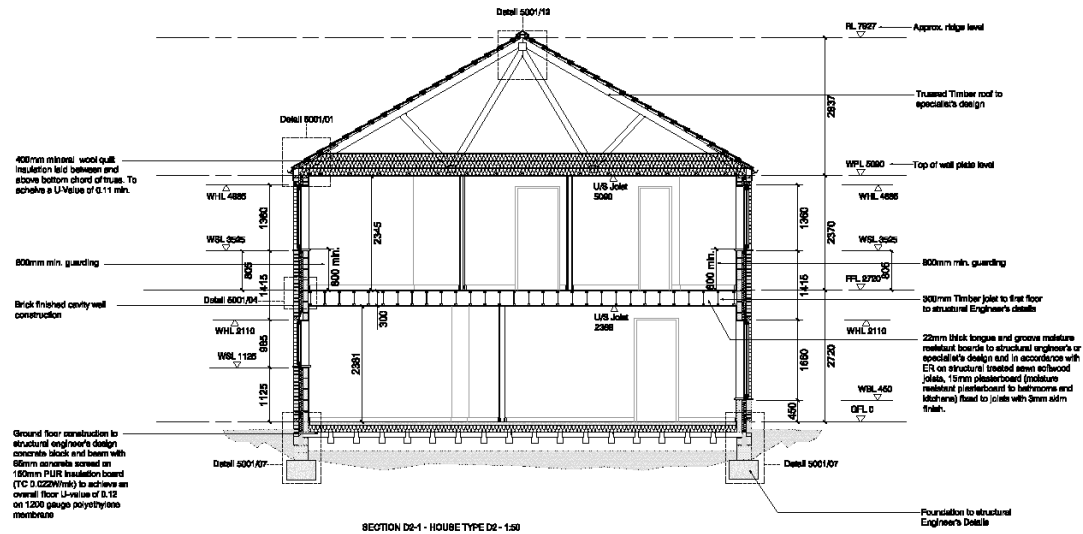 Detail 5001/13
RL 7927
Approx. ridge level
Trussed Timber roof to
specialist's design
2837
Detail 5001/01
400mm mineral wool quilt
insulation laid between and
above bottom chord of truss. To
acheive a U-Value of 0.11 min.
WPL 5090
Top of wall plate level
U/S Joist
5090
WHL 4885
WHL 4885
1360
2345
1360
2370
WSL 3525
WSL 3525
600mm min. guarding
805
1415
800 min.
800 min.
1415
805
800mm min. guarding
FFL 2720
Brick finished cavity wall
construction
Detail 5001/04
300
U/S Joist
300mm Timber joist to first floor
to structural Engineer's details
WHL 2110
WHL 2110
985
2381
1660
2720
WSL 1125
1125
22mm thick tongue and groove moisture
resistant boards to structural engineer's or
specialist's design and in accordance with
ER on structural treated sawn softwood
joists, 15mm plasterboard (moisture
resistant plasterboard to bathrooms and
kitchens) fixed to joists with 3mm skim
finish.
WSL 450
450
GFL 0
Ground floor construction to
structural engineer's design
concrete block and beam with
65mm concrete screed on
150mm PUR insulation board
(TC 0.022W/mk) to achieve an
overall floor U-value of 0.12
on 1200 gauge polyethylene
membrane
Detail 5001/07
Detail 5001/07
Foundation to structural
Engineer's Details
SECTION D2-1 - HOUSE TYPE D2 - 1:50